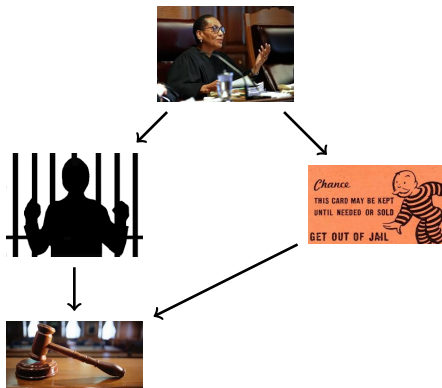 Chance
THIS CARD MAY BE KEPT
UNTIL NEEDED OR SOLD
GET OUT OF JAIL